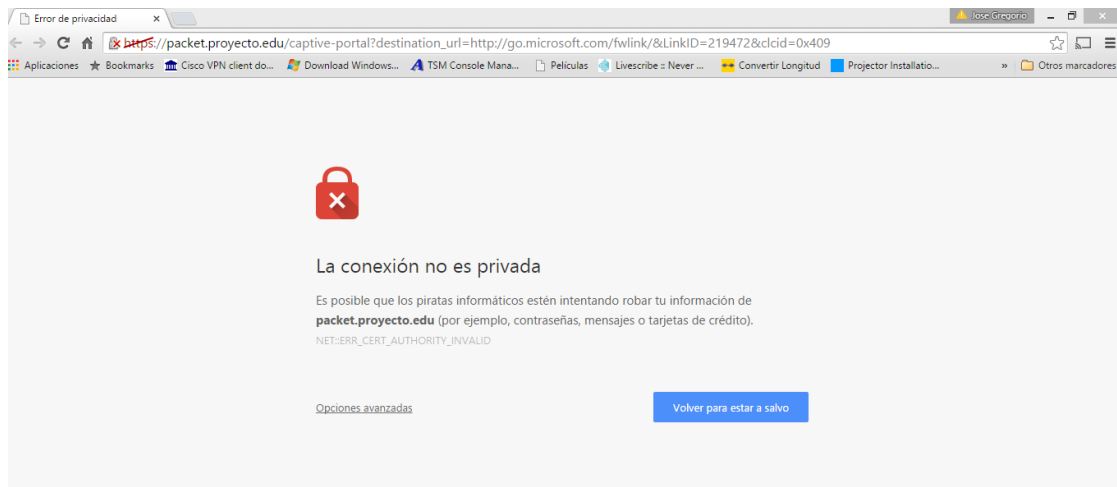 Error de privacidad
Jose Gregorio
https://packet.proyecto.edu/captive-portal?destination_url=http://go.microsoft.com/fwlink/&LinkID=219472&clcid=0x409
Aplicaciones Bookmarks Cisco VPN client do... Download Windows... TSM Console Mana... Películas Livescribe :: Never ... Convertir Longitud Projector Installatio... » Otros marcadores
La conexión no es privada
Es posible que los piratas informáticos estén intentando robar tu información de
packet.proyecto.edu (por ejemplo, contraseñas, mensajes o tarjetas de crédito).
NET::ERR_CERT_AUTHORITY_INVALID
Opciones avanzadas
Volver para estar a salvo